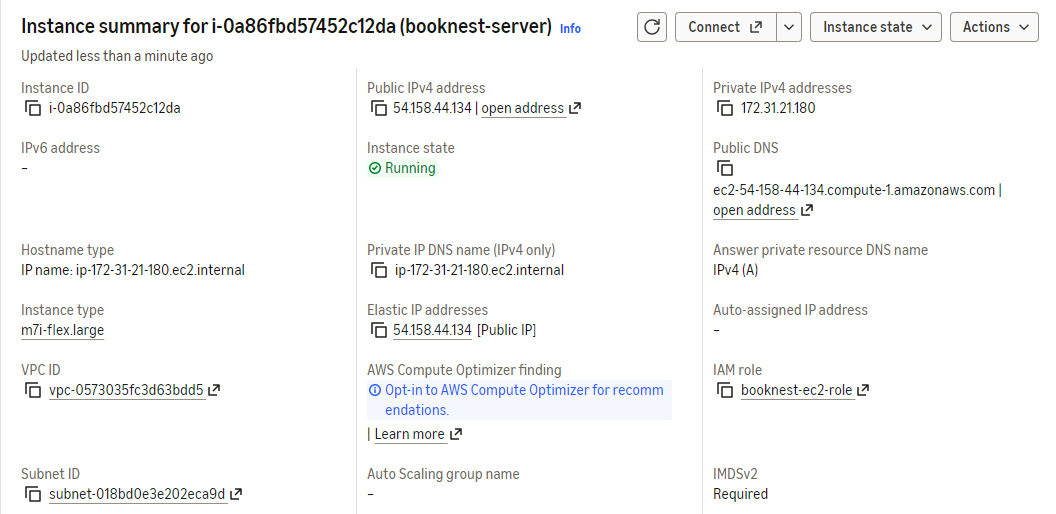 Instance summary for i-0a86fbd57452c12da (booknest-server) Info
Connect
Instance state
Actions
Updated less than a minute ago
Instance ID
i-0a86fbd57452c12da
Public IPv4 address
54.158.44.134 | open address
Private IPv4 addresses
172.31.21.180
IPv6 address
–
Instance state
Running
Public DNS
ec2-54-158-44-134.compute-1.amazonaws.com |
open address
Hostname type
IP name: ip-172-31-21-180.ec2.internal
Private IP DNS name (IPv4 only)
ip-172-31-21-180.ec2.internal
Answer private resource DNS name
IPv4 (A)
Instance type
m7i-flex.large
Elastic IP addresses
54.158.44.134 [Public IP]
Auto-assigned IP address
–
VPC ID
vpc-0573035fc3d63bdd5
AWS Compute Optimizer finding
Opt-in to AWS Compute Optimizer for recomm
endations.
| Learn more
IAM role
booknest-ec2-role
Subnet ID
subnet-018bd0e3e202eca9d
Auto Scaling group name
–
IMDSv2
Required